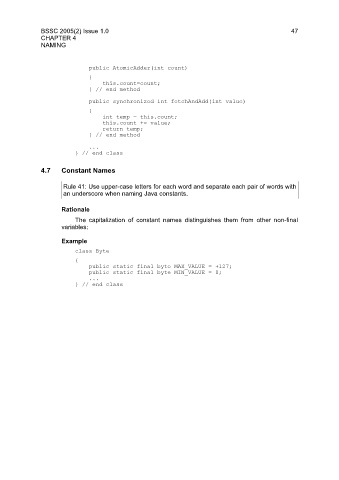 BSSC 2005(2) Issue 1.0 47
CHAPTER 4
NAMING
public AtomicAdder(int count)
{
this.count=count;
} // end method
public synchronized int fetchAndAdd(int value)
{
int temp = this.count;
this.count += value;
return temp;
} // end method
...
} // end class
4.7 Constant Names
Rule 41: Use upper-case letters for each word and separate each pair of words with
an underscore when naming Java constants.
Rationale
The capitalization of constant names distinguishes them from other non-final
variables:
Example
class Byte
{
public static final byte MAX_VALUE = +127;
public static final byte MIN_VALUE =
...
} // end class